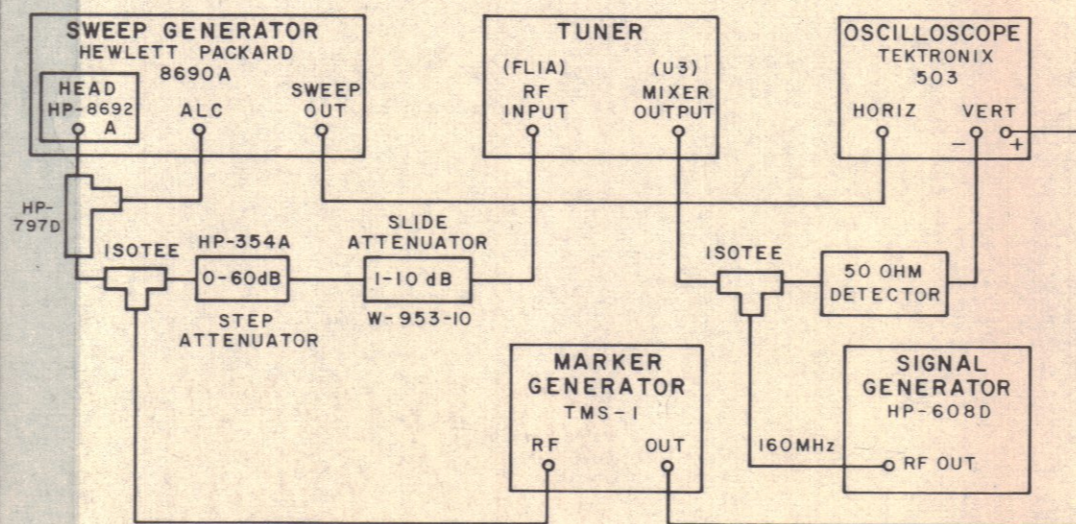 SWEEP GENERATOR
HEWLETT PACKARD
8690A
HEAD
HP-8692
A
ALC
SWEEP
OUT
TUNER
(FLIA)
RF
INPUT
(U3)
MIXER
OUTPUT
OSCILLOSCOPE
TEKTRONIX
503
HORIZ
VERT
- +
HP-
797D
ISOTEE
HP-354A
0-60dB
STEP
ATTENUATOR
SLIDE
ATTENUATOR
1-10 dB
W-953-10
ISOTEE
50 OHM
DETECTOR
MARKER
GENERATOR
TMS-1
RF
OUT
160MHz
SIGNAL
GENERATOR
HP-608D
RF OUT